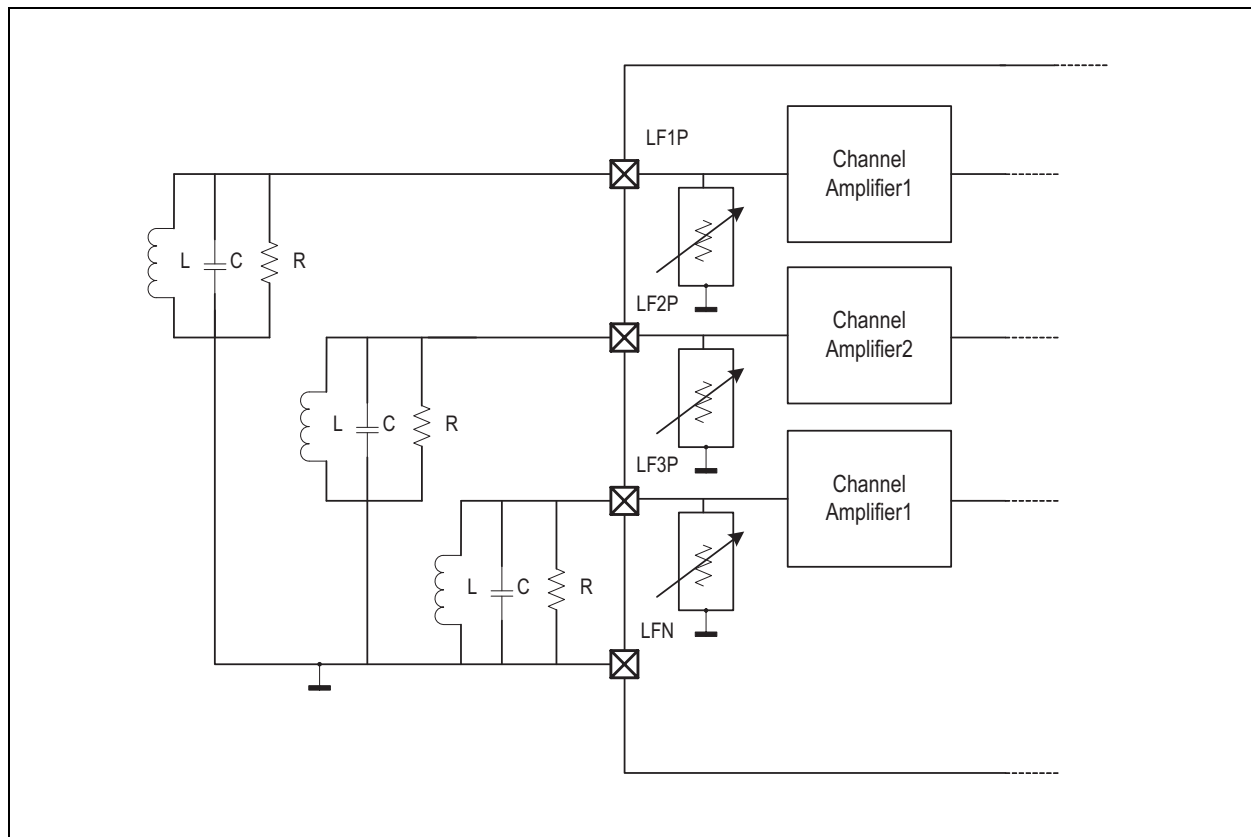 LF1P
Channel
Amplifier1
L C R
LF2P
Channel
Amplifier2
L C R
LF3P
Channel
Amplifier1
L C R
LFN